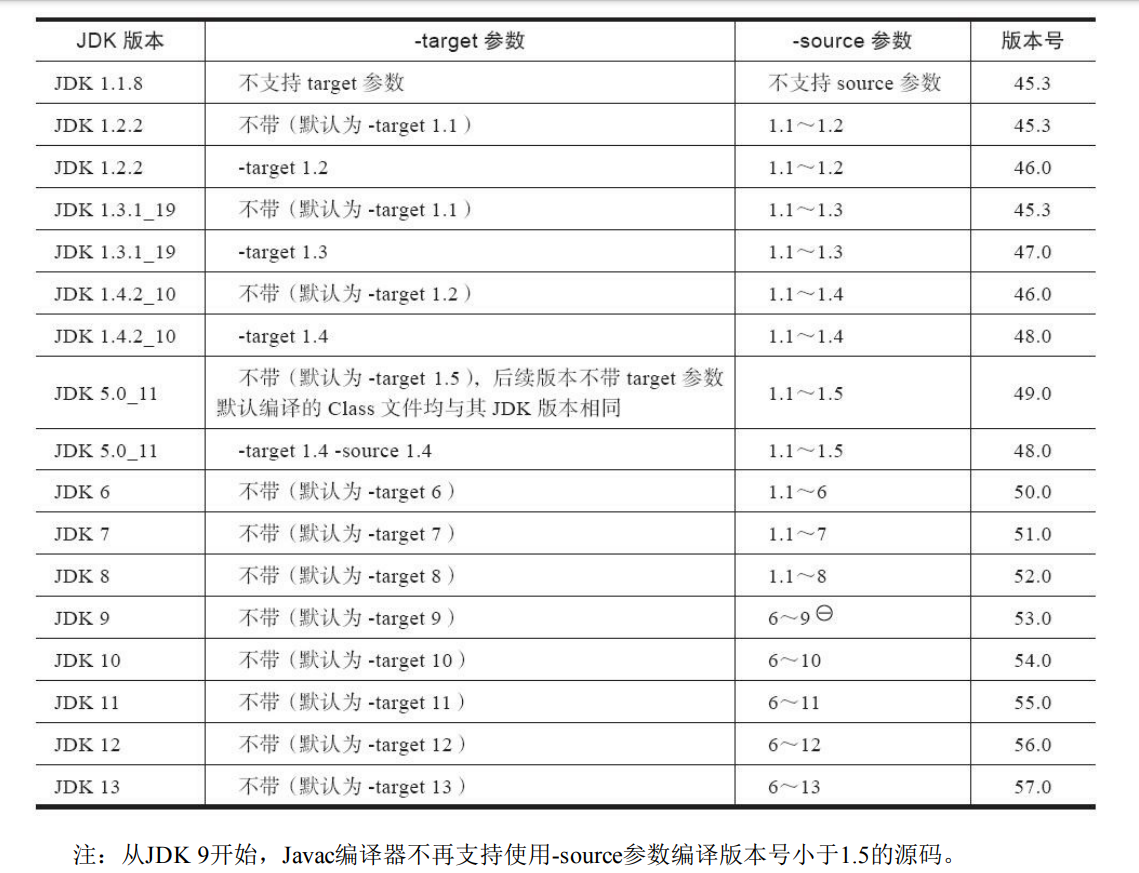 JDK 版本 -target 参数 -source 参数 版本号
JDK 1.1.8 不支持 target 参数 不支持 source 参数 45.3
JDK 1.2.2 不带（默认为 -target 1.1） 1.1～1.2 45.3
JDK 1.2.2 -target 1.2 1.1～1.2 46.0
JDK 1.3.1_19 不带（默认为 -target 1.1） 1.1～1.3 45.3
JDK 1.3.1_19 -target 1.3 1.1～1.3 47.0
JDK 1.4.2_10 不带（默认为 -target 1.2） 1.1～1.4 46.0
JDK 1.4.2_10 -target 1.4 1.1～1.4 48.0
JDK 5.0_11 不带（默认为 -target 1.5），后续版本不带 target 参数
默认编译的 Class 文件均与其 JDK 版本相同 1.1～1.5 49.0
JDK 5.0_11 -target 1.4 -source 1.4 1.1～1.5 48.0
JDK 6 不带（默认为 -target 6） 1.1～6 50.0
JDK 7 不带（默认为 -target 7） 1.1～7 51.0
JDK 8 不带（默认为 -target 8） 1.1～8 52.0
JDK 9 不带（默认为 -target 9） 6～9㊀ 53.0
JDK 10 不带（默认为 -target 10） 6～10 54.0
JDK 11 不带（默认为 -target 11） 6～11 55.0
JDK 12 不带（默认为 -target 12） 6～12 56.0
JDK 13 不带（默认为 -target 13） 6～13 57.0
注：从JDK 9开始，Javac编译器不再支持使用-source参数编译版本号小于1.5的源码。